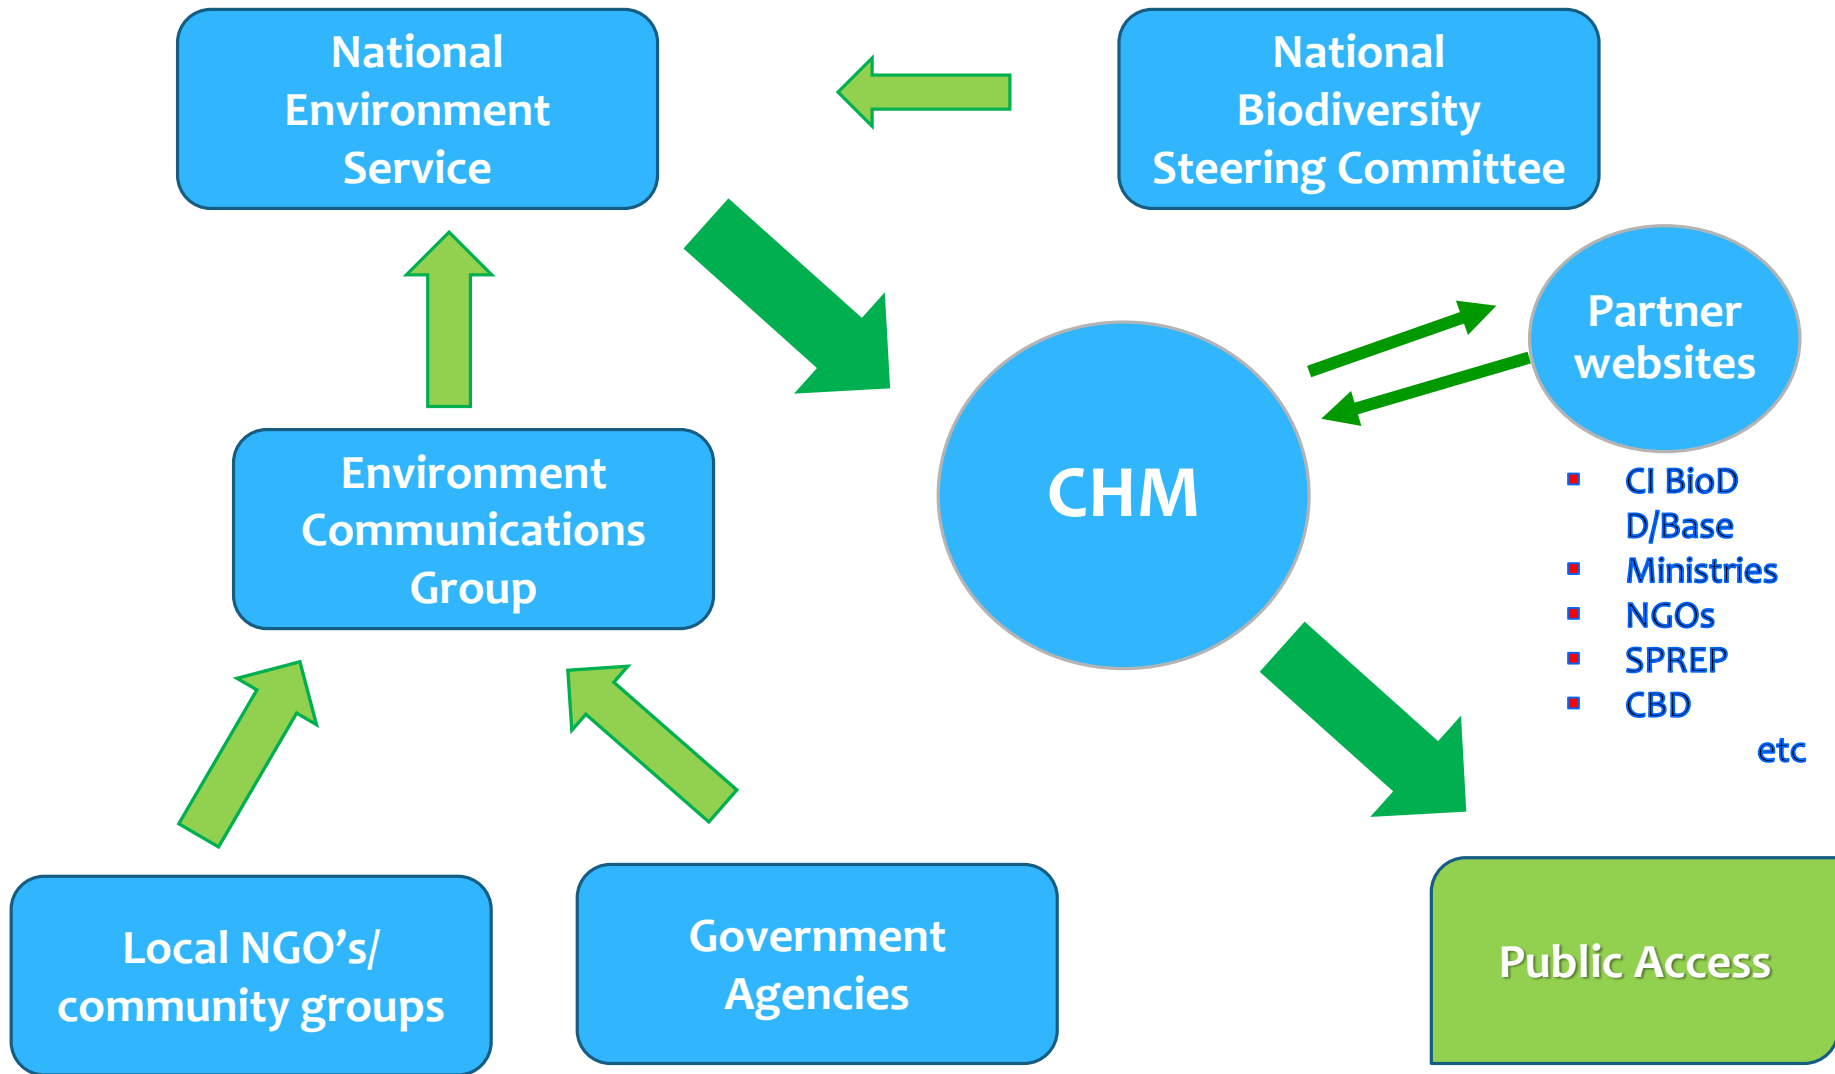 National
Environment
Service
National
Biodiversity
Steering Committee
Partner
websites
CHM
Environment
Communications
Group
CI BioD
D/Base
Ministries
NGOs
SPREP
CBD
etc
Local NGO’s/
community groups
Government
Agencies
Public Access